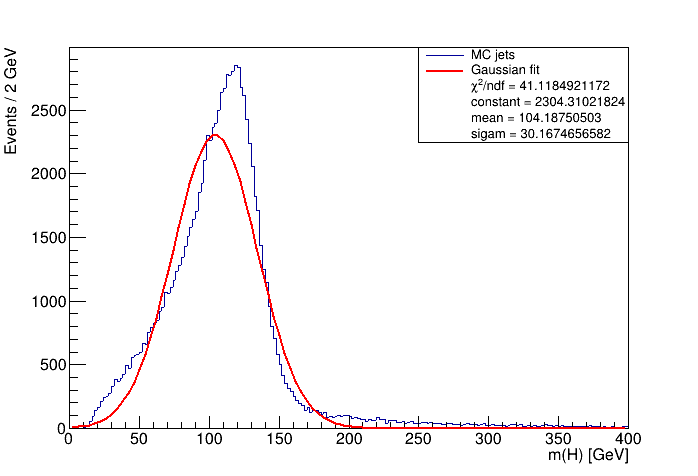 MC jets
Gaussian fit
χ²/ndf = 41.1184921172
constant = 2304.31021824
mean = 104.18750503
sigam = 30.1674656582
Events / 2 GeV
2500
2000
1500
1000
500
0
0 50 100 150 200 250 300 350 400
m(H) [GeV]